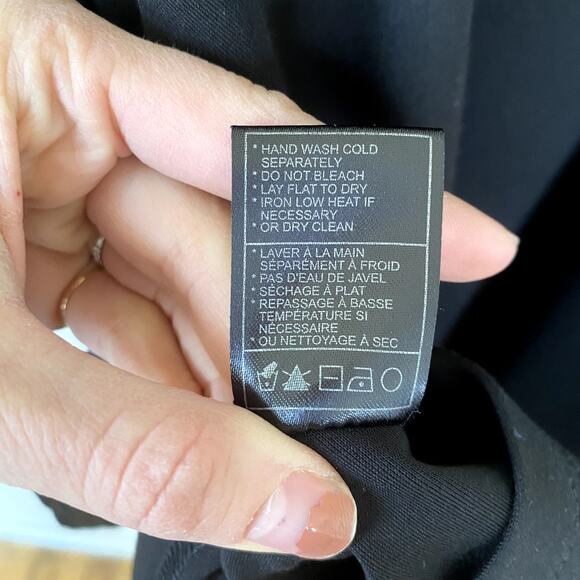 * HAND WASH COLD
SEPARATELY
* DO NOT BLEACH
* LAY FLAT TO DRY
* IRON LOW HEAT IF
NECESSARY
* OR DRY CLEAN
* LAVER À LA MAIN
SÉPARÉMENT À FROID
* PAS D'EAU DE JAVEL
* SÉCHAGE À PLAT
* REPASSAGE À BASSE
TEMPÉRATURE SI
NÉCESSAIRE
* OU NETTOYAGE À SEC